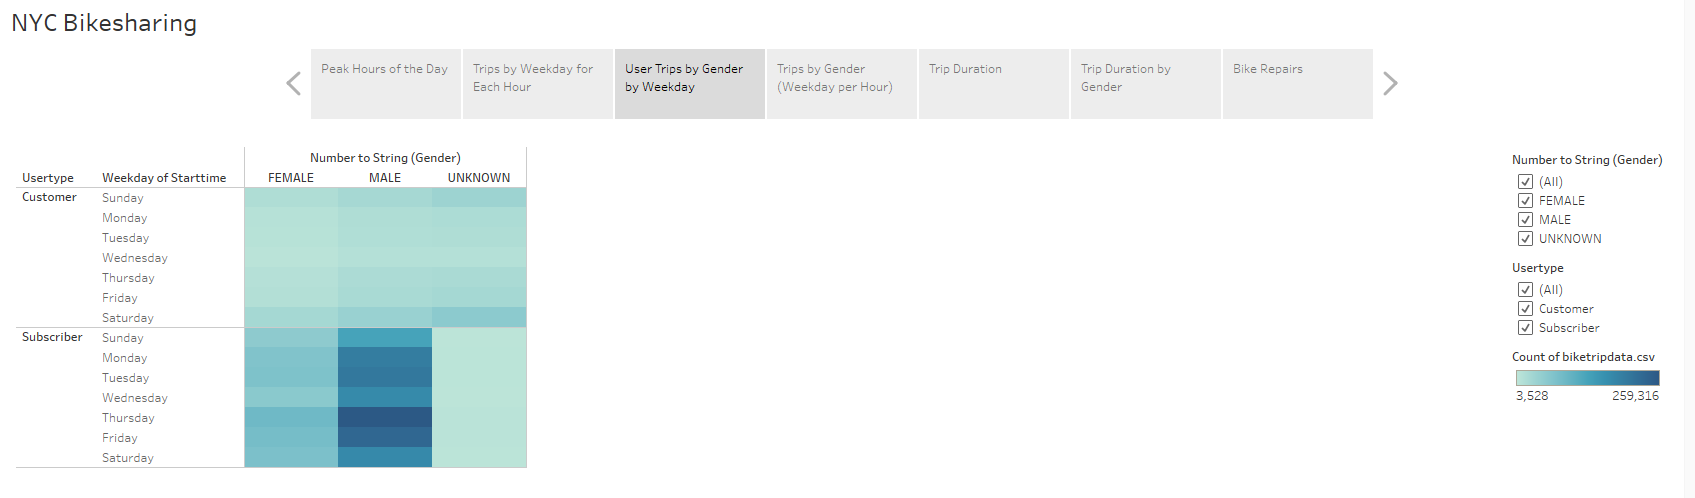 NYC Bikesharing
Peak Hours of the Day
Trips by Weekday for
Each Hour
User Trips by Gender
by Weekday
Trips by Gender
(Weekday per Hour)
Trip Duration
Trip Duration by
Gender
Bike Repairs
Number to String (Gender)
Usertype Weekday of Starttime FEMALE MALE UNKNOWN
Customer Sunday
Monday
Tuesday
Wednesday
Thursday
Friday
Saturday
Subscriber Sunday
Monday
Tuesday
Wednesday
Thursday
Friday
Saturday
Number to String (Gender)
(All)
FEMALE
MALE
UNKNOWN
Usertype
(All)
Customer
Subscriber
Count of biketripdata.csv
3,528 259,316